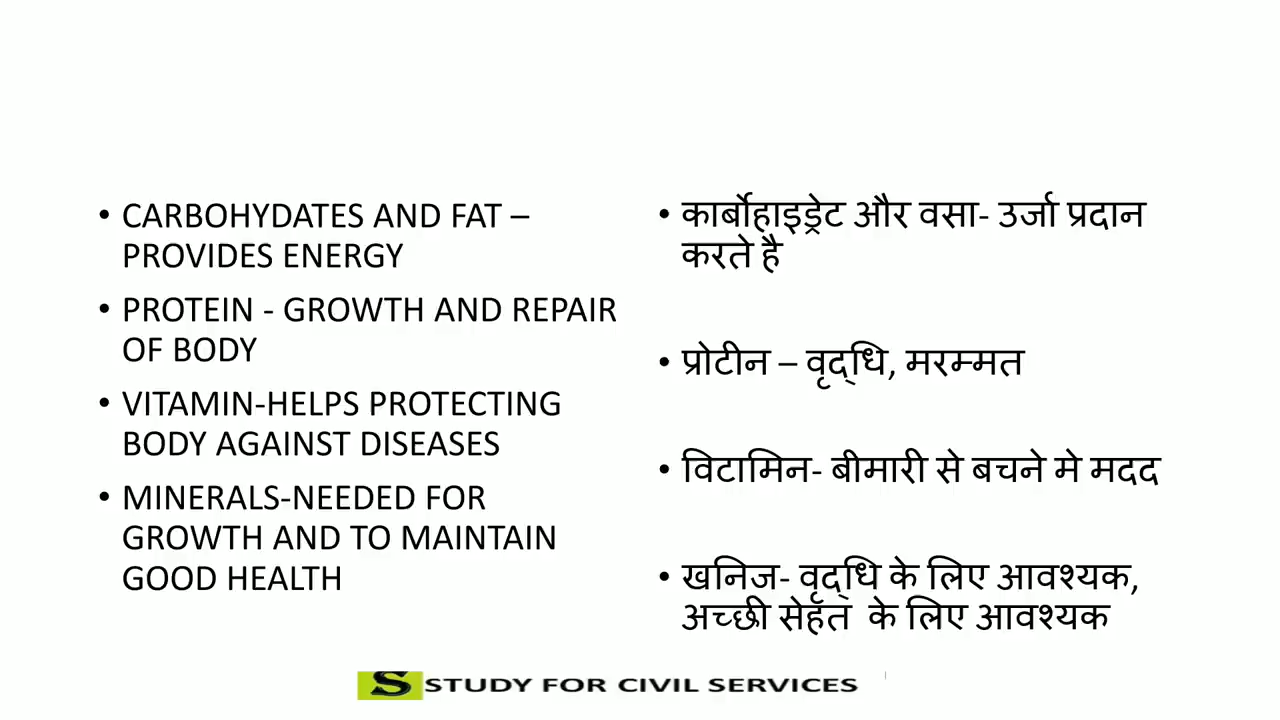 • CARBOHYDATES AND FAT –
PROVIDES ENERGY
• PROTEIN - GROWTH AND REPAIR
OF BODY
• VITAMIN-HELPS PROTECTING
BODY AGAINST DISEASES
• MINERALS-NEEDED FOR
GROWTH AND TO MAINTAIN
GOOD HEALTH
• कार्बोहाइड्रेट और वसा- उर्जा प्रदान
करते है
• प्रोटीन – वृद्धि, मरम्मत
• विटामिन- बीमारी से बचने मे मदद
• खनिज- वृद्धि के लिए आवश्यक,
अच्छी सेहत के लिए आवश्यक
S STUDY FOR CIVIL SERVICES